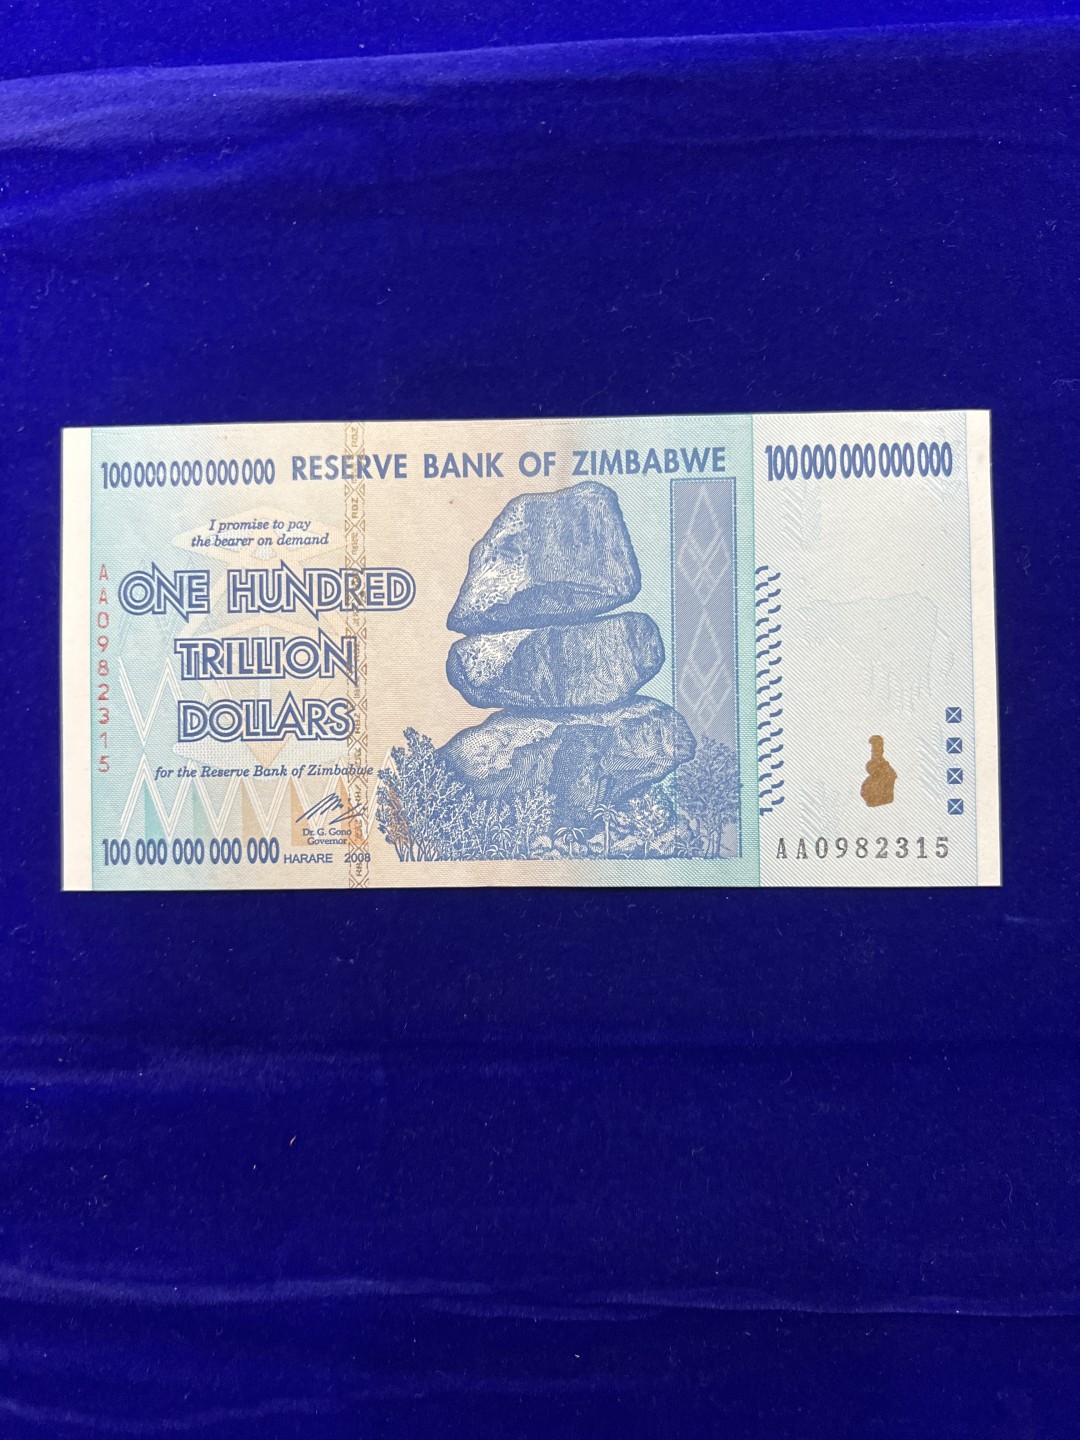 100 000 000 000 000 RESERVE BANK OF ZIMBABWE 100 000 000 000 000
I promise to pay
the bearer on demand
AA0982315
ONE HUNDRED
TRILLION
DOLLARS
for the Reserve Bank of Zimbabwe
Dr. G. Gono
Governor
100 000 000 000 000 HARARE 2008
AA0982315